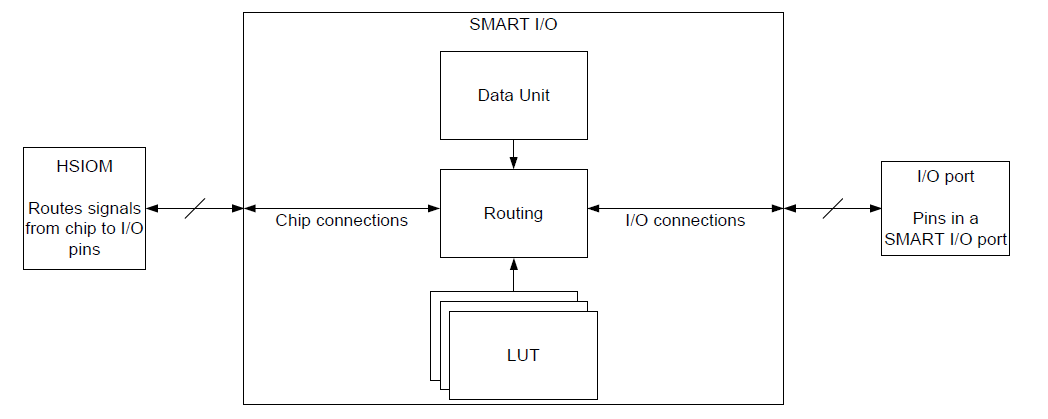 SMART I/O
Data Unit
HSIOM
Routes signals
from chip to I/O
pins
Chip connections
Routing
I/O connections
I/O port
Pins in a
SMART I/O port
LUT